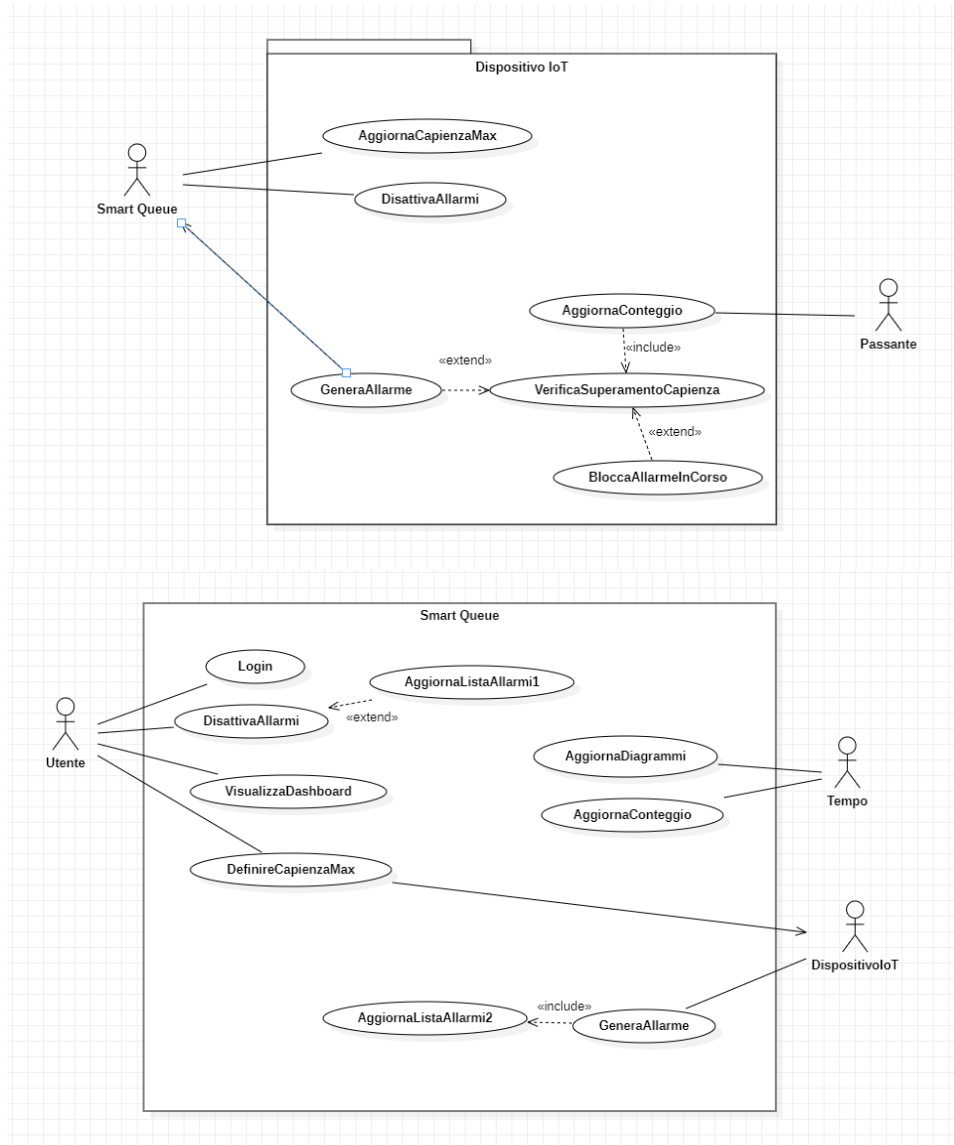 Dispositivo IoT
AggiornaCapienzaMax
Smart Queue
DisattivaAllarmi
AggiornaConteggio
Passante
«include»
«extend»
GeneraAllarme
VerificaSuperamentoCapienza
«extend»
BloccaAllarmeInCorso
Smart Queue
Login
AggiornaListaAllarmi1
«extend»
DisattivaAllarmi
Utente
AggiornaDiagrammi
VisualizzaDashboard
Tempo
AggiornaConteggio
DefinireCapienzaMax
DispositivoIoT
«include»
AggiornaListaAllarmi2
GeneraAllarme